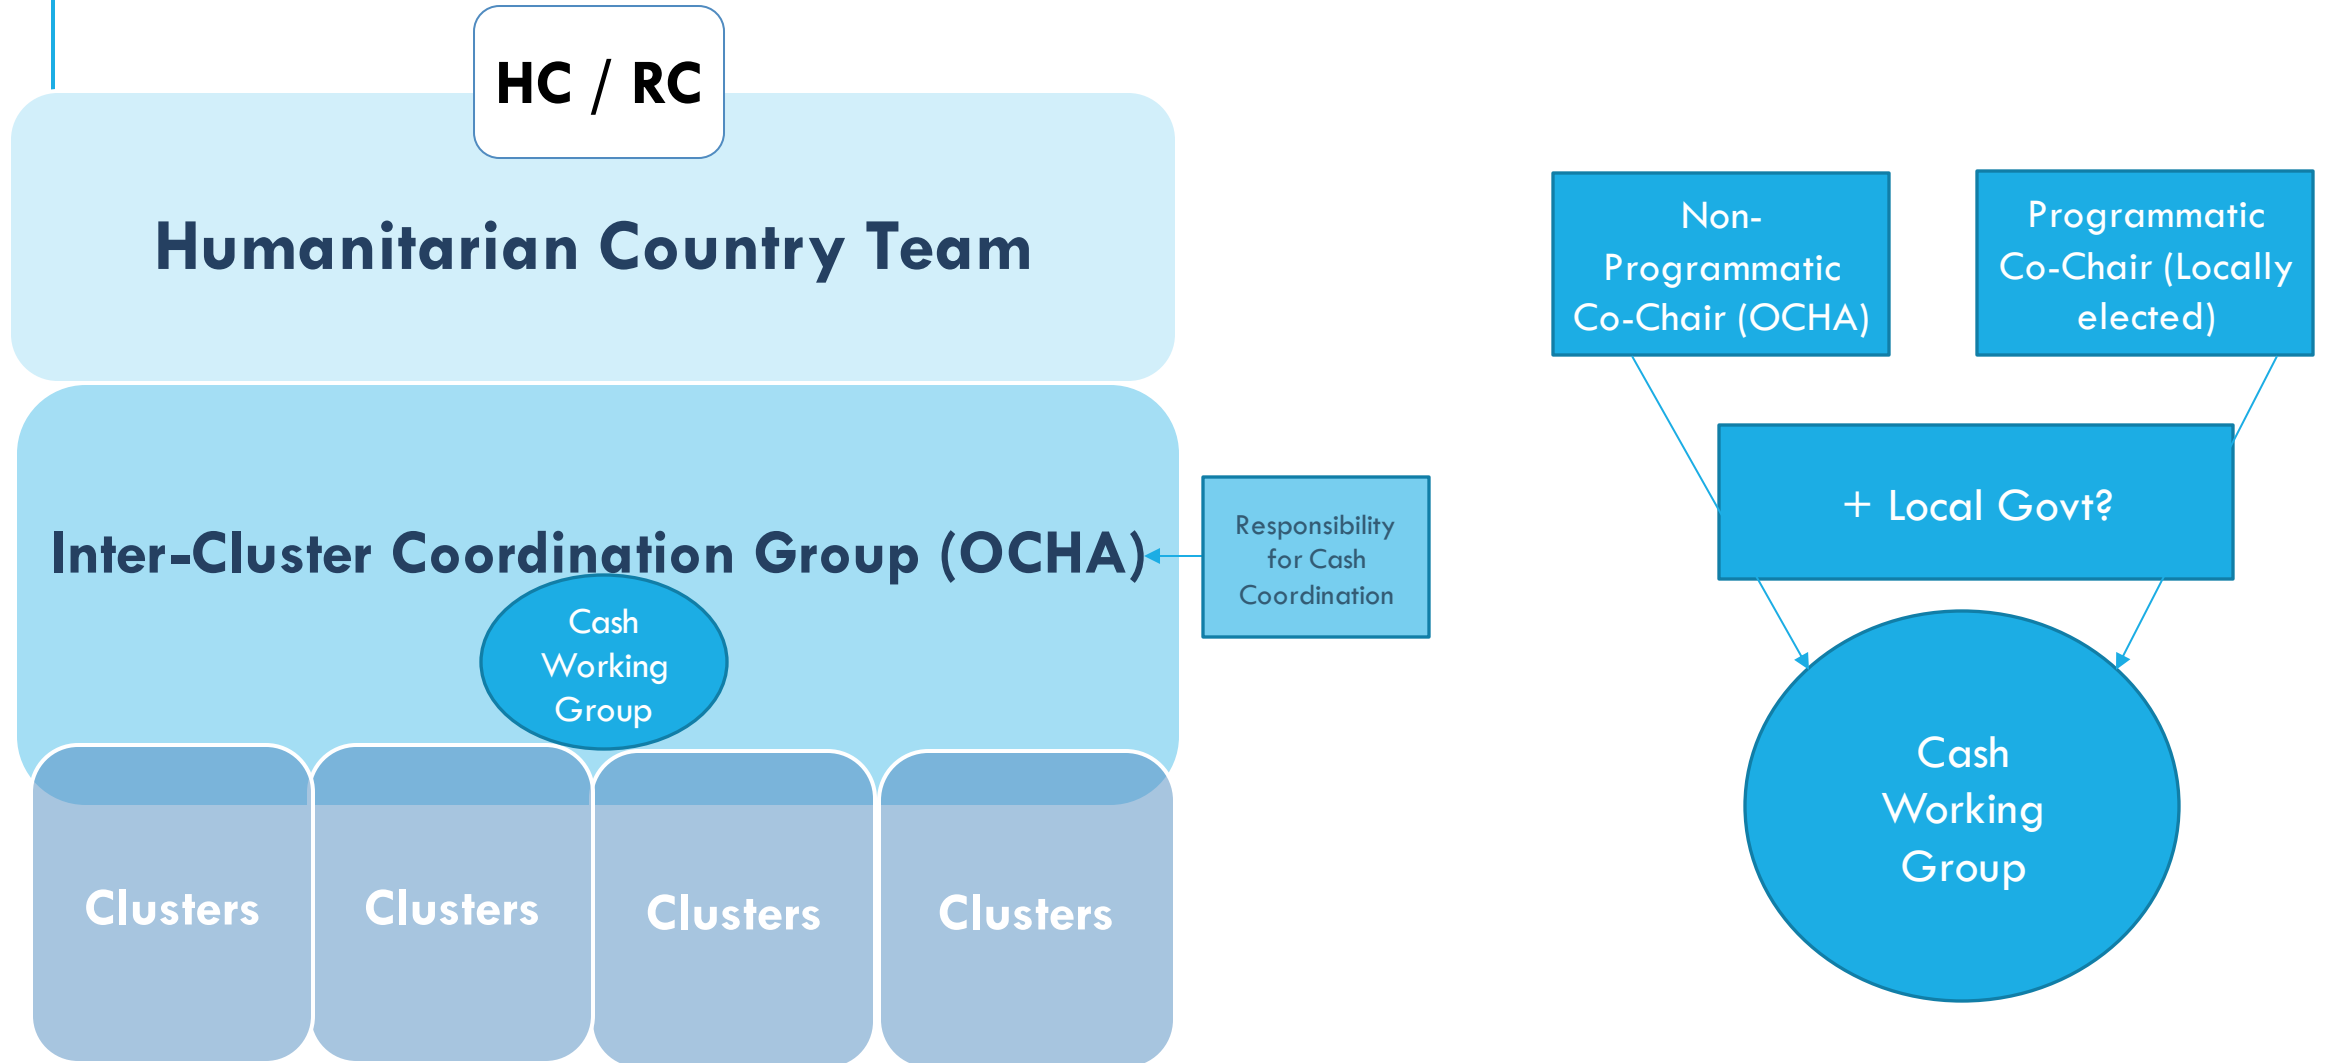 HC / RC
Humanitarian Country Team
Inter-Cluster Coordination Group (OCHA)
Cash
Working
Group
Clusters
Clusters
Clusters
Clusters
Responsibility
for Cash
Coordination
Non-
Programmatic
Co-Chair (OCHA)
Programmatic
Co-Chair (Locally
elected)
+ Local Govt?
Cash
Working
Group